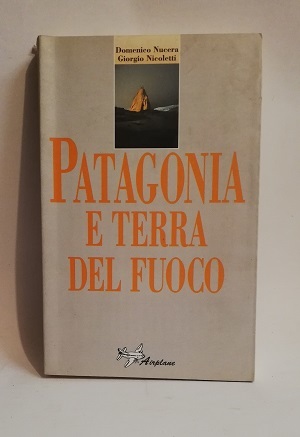 Domenico Nucera
Giorgio Nicoletti
PATAGONIA
E TERRA
DEL FUOCO
Airplane